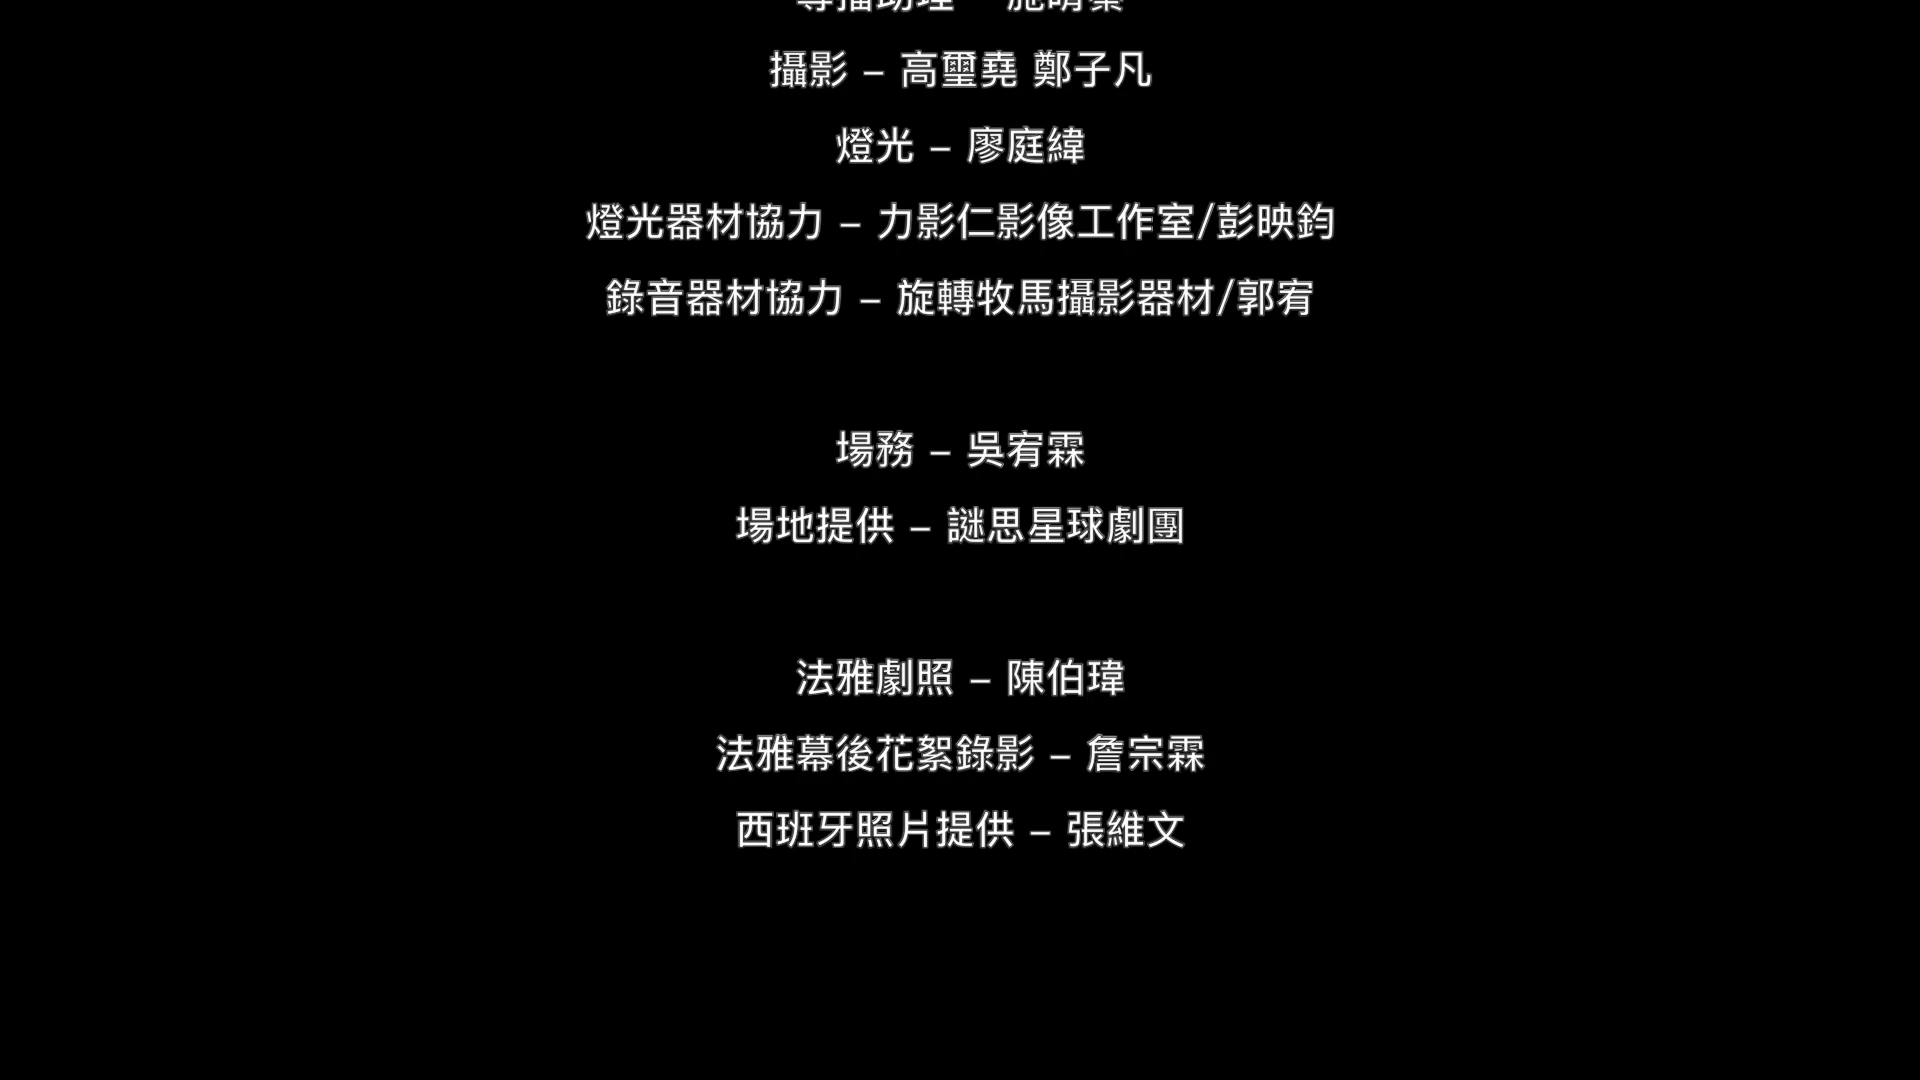 攝影 – 高璽堯 鄭子凡
燈光 – 廖庭緯
燈光器材協力 – 力影仁影像工作室/彭映鈞
錄音器材協力 – 旋轉牧馬攝影器材/郭宥
場務 – 吳宥霖
場地提供 – 謎思星球劇團
法雅劇照 – 陳伯瑋
法雅幕後花絮錄影 – 詹宗霖
西班牙照片提供 – 張維文